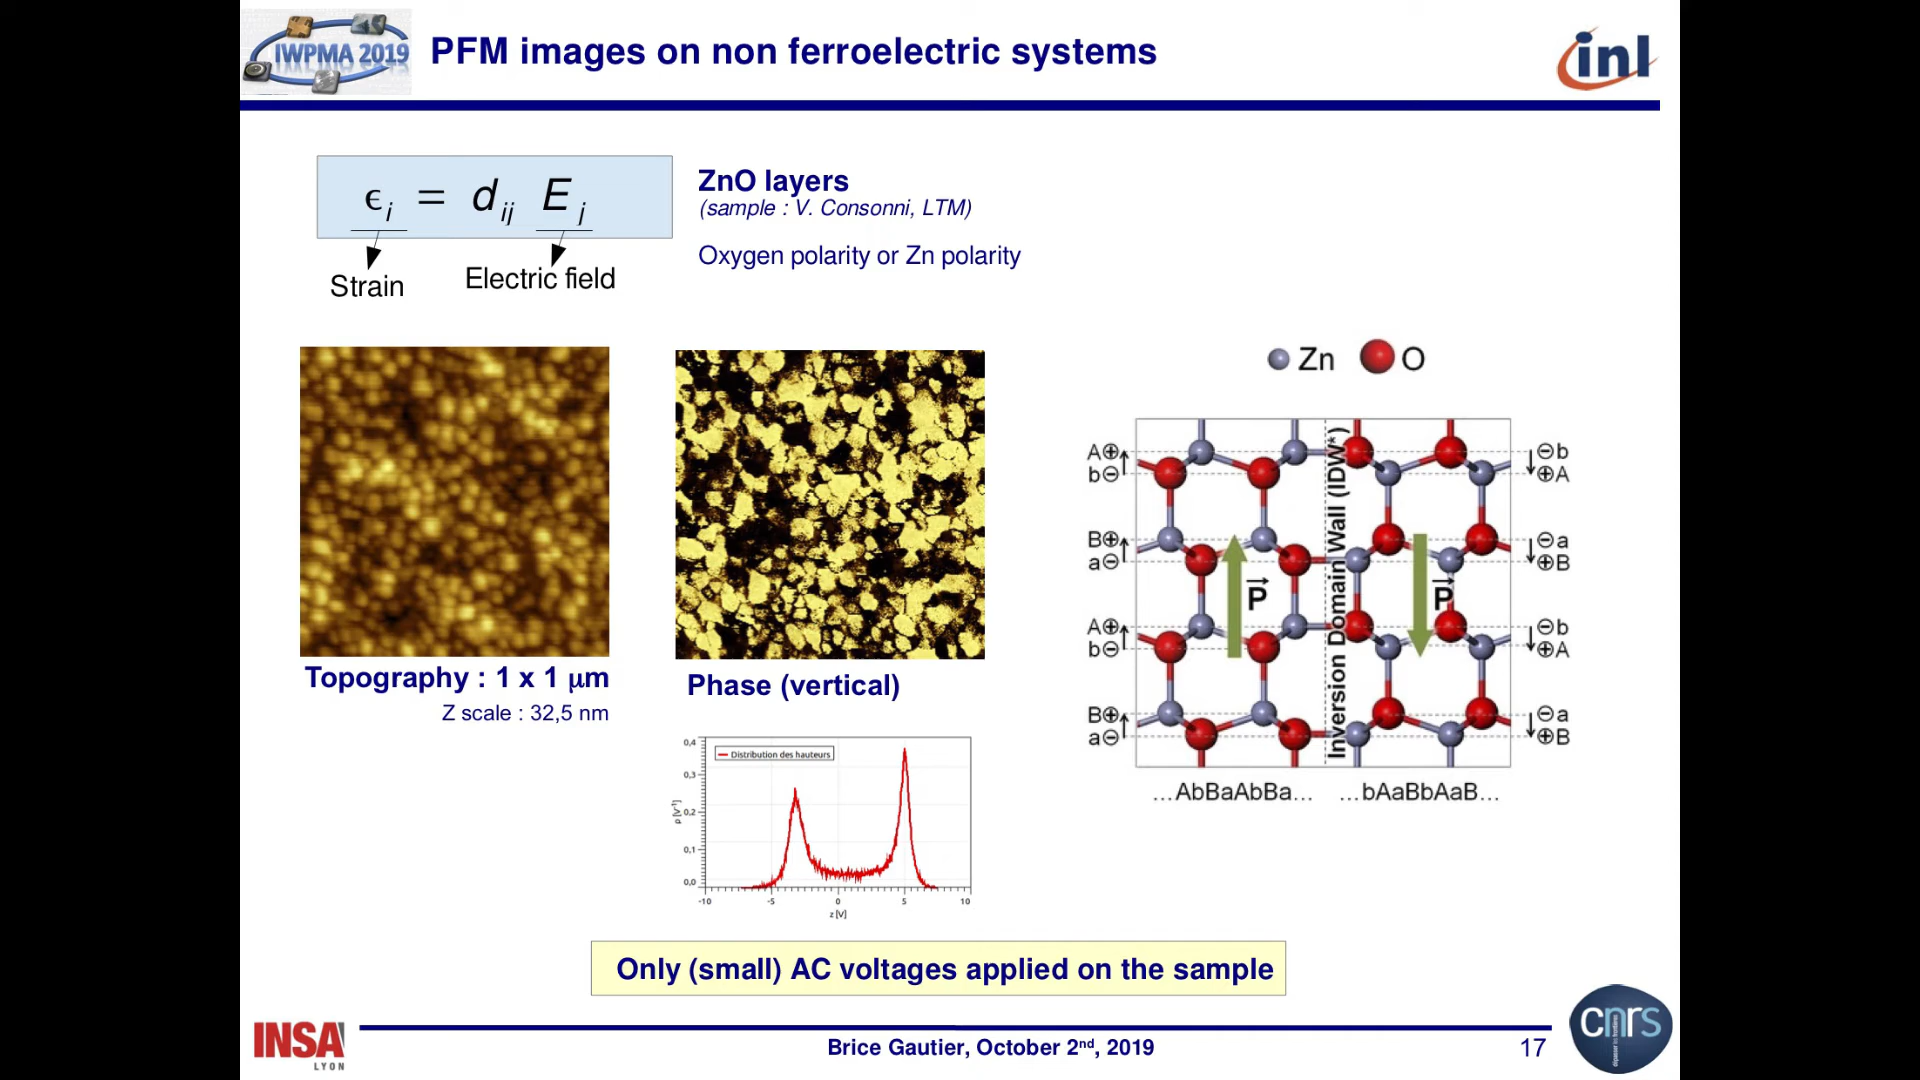 IWPMA 2019
PFM images on non ferroelectric systems
inl
ϵi = dij Ej
Strain
Electric field
ZnO layers
(sample : V. Consonni, LTM)
Oxygen polarity or Zn polarity
Topography : 1 x 1 μm
Z scale : 32,5 nm
Phase (vertical)
Distribution des hauteurs
0,4
0,3
0,2
0,1
0,0
ρ [V⁻¹]
-10 -5 0 5 10
z [V]
Zn O
A⊕
b⊖
B⊕
a⊖
A⊕
b⊖
B⊕
a⊖
P
Inversion Domain Wall (IDW*)
P
⊖b
⊕A
⊖a
⊕B
⊖b
⊕A
⊖a
⊕B
...AbBaAbBa... ...bAaBbAaB...
Only (small) AC voltages applied on the sample
INSA
LYON
Brice Gautier, October 2nd, 2019
17
cnrs